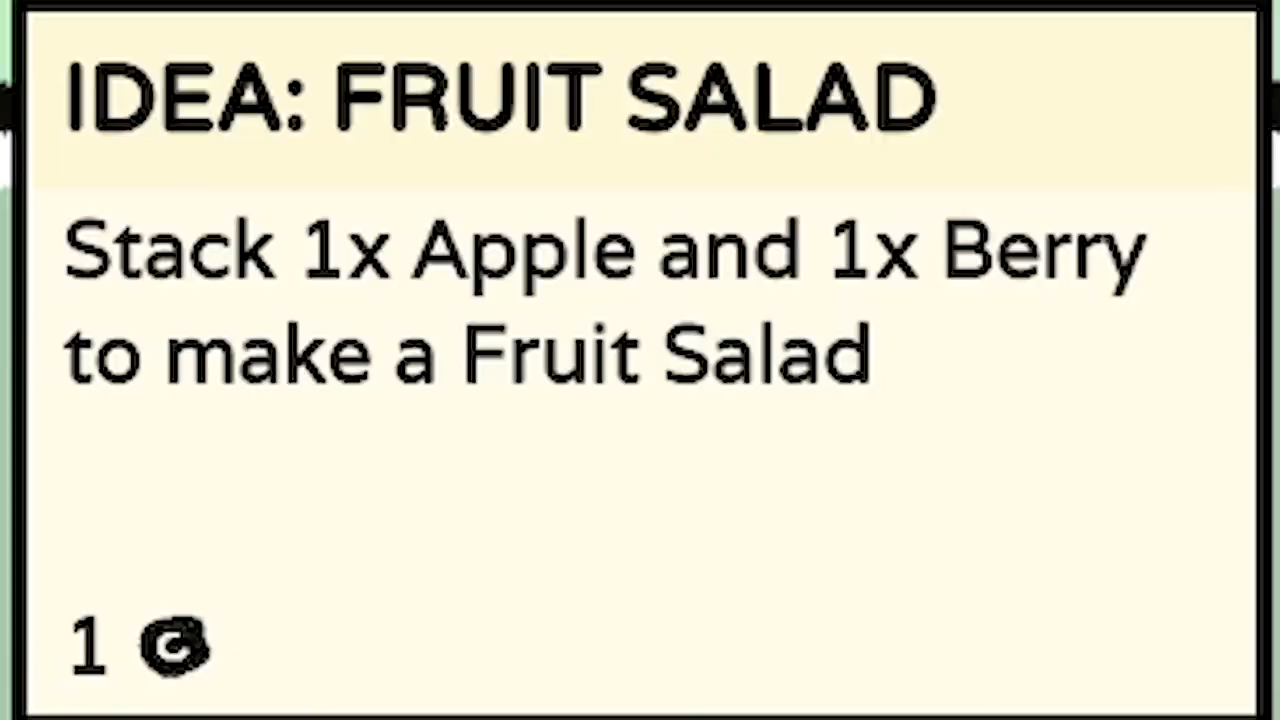 IDEA: FRUIT SALAD
Stack 1x Apple and 1x Berry
to make a Fruit Salad
1